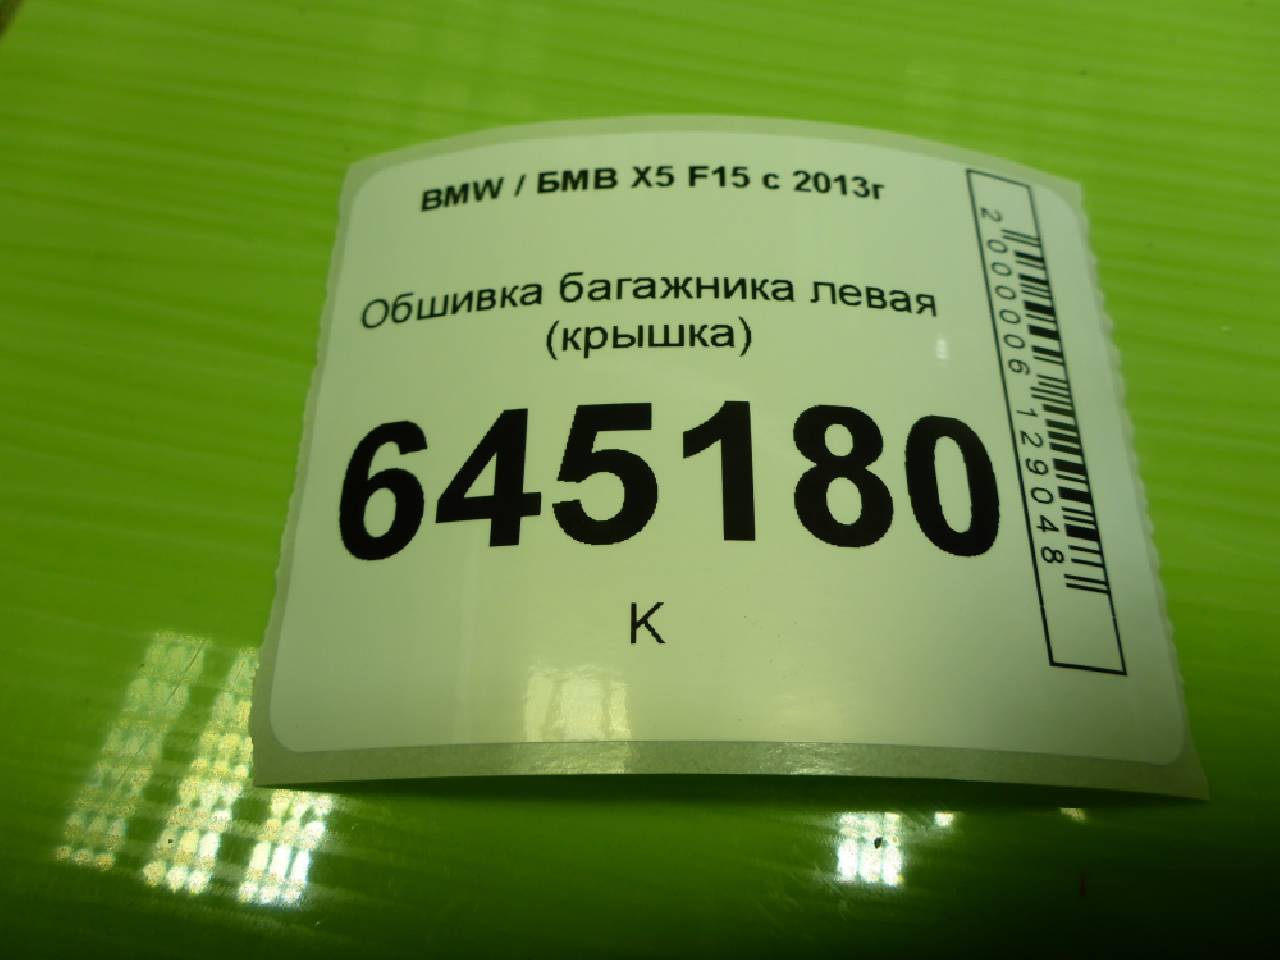 BMW / БМВ X5 F15 с 2013г
Обшивка багажника левая
(крышка)
645180
К
2000006129048